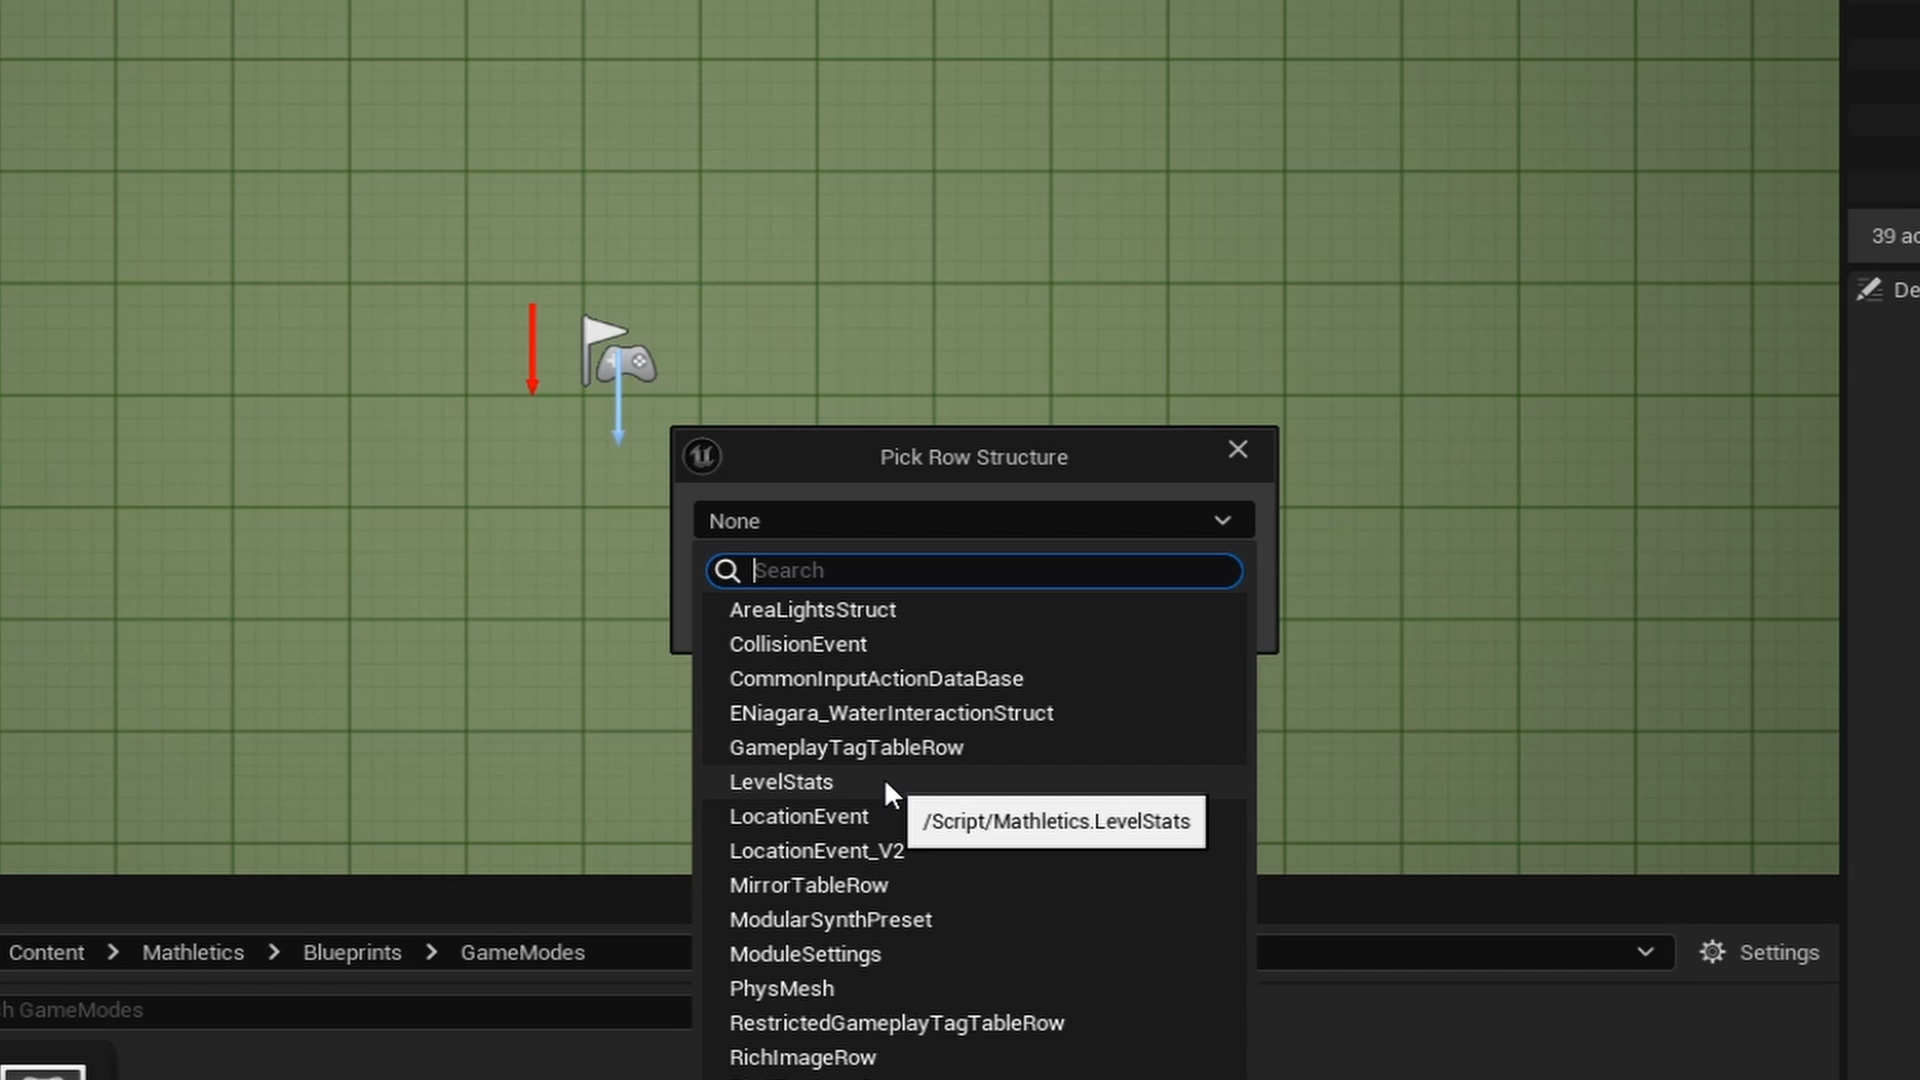 39 ac
De
Pick Row Structure
None
Search
AreaLightsStruct
CollisionEvent
CommonInputActionDataBase
ENiagara_WaterInteractionStruct
GameplayTagTableRow
LevelStats
/Script/Mathletics.LevelStats
LocationEvent
LocationEvent_V2
MirrorTableRow
ModularSynthPreset
ModuleSettings
PhysMesh
RestrictedGameplayTagTableRow
RichImageRow
Content > Mathletics > Blueprints > GameModes
Settings
h GameModes